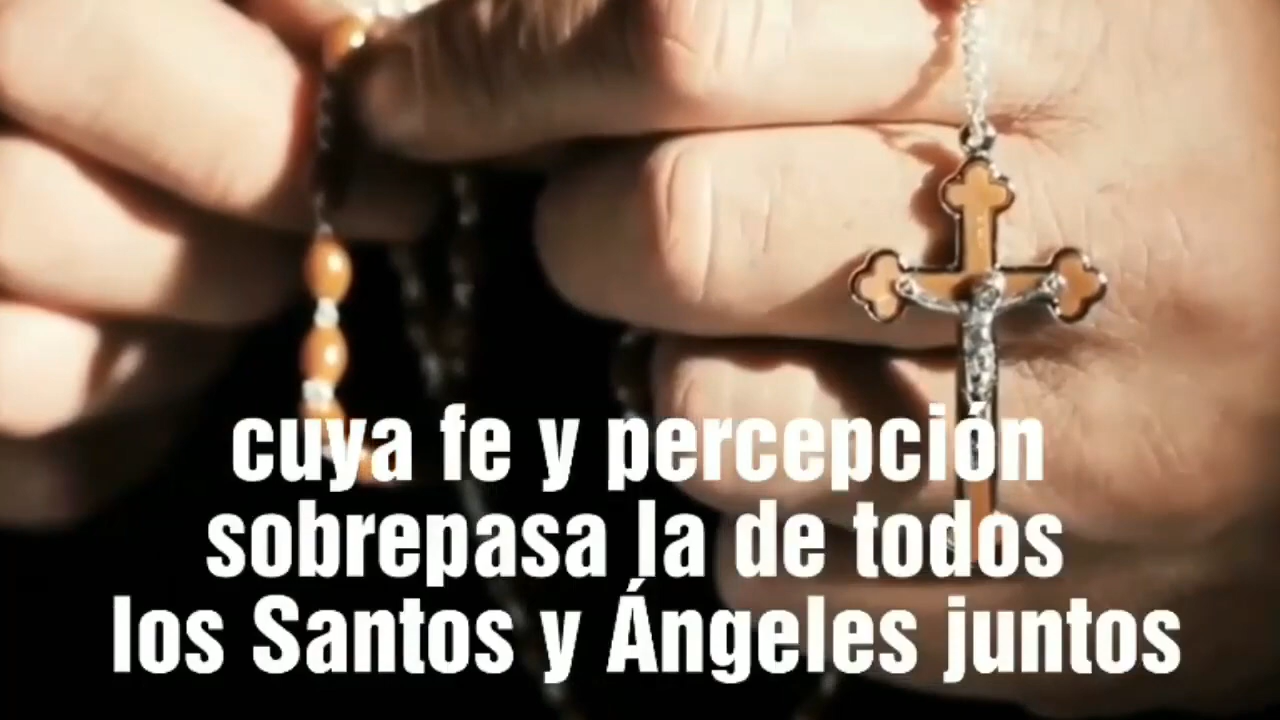 cuya fe y percepción
sobrepasa la de todos
los Santos y Ángeles juntos